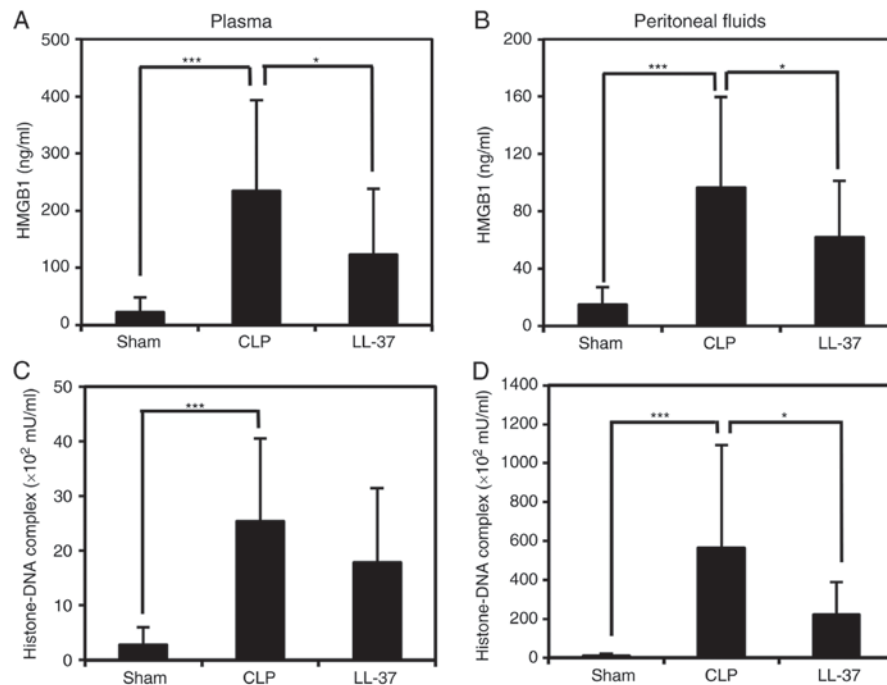 A
Plasma
500
400
300
200
100
0
HMGB1 (ng/ml)
***
*
Sham
CLP
LL-37
B
Peritoneal fluids
200
160
120
80
40
0
HMGB1 (ng/ml)
***
*
Sham
CLP
LL-37
C
50
40
30
20
10
0
Histone-DNA complex (×10² mU/ml)
***
Sham
CLP
LL-37
D
1400
1200
1000
800
600
400
200
0
Histone-DNA complex (×10² mU/ml)
***
*
Sham
CLP
LL-37